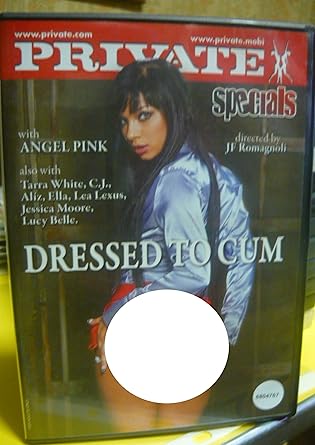 www.private.com
www.private.mobi
PRIVATE
specials
with
ANGEL PINK
directed by
JF Romagnoli
also with
Tarra White, C.J.,
Aliz, Ella, Lea Lexus,
Jessica Moore,
Lucy Belle.
DRESSED TO CUM